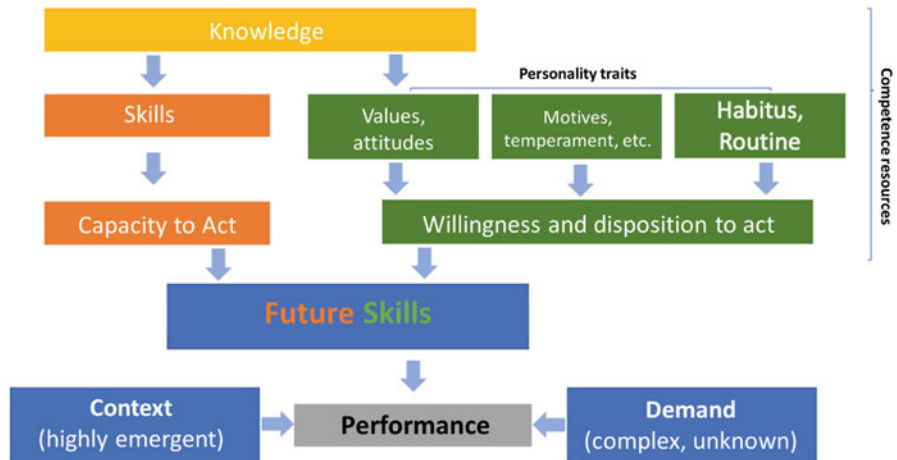 Knowledge
Personality traits
Skills
Values,
attitudes
Motives,
temperament, etc.
Habitus,
Routine
Competence resources
Capacity to Act
Willingness and disposition to act
Future Skills
Context
(highly emergent)
Performance
Demand
(complex, unknown)